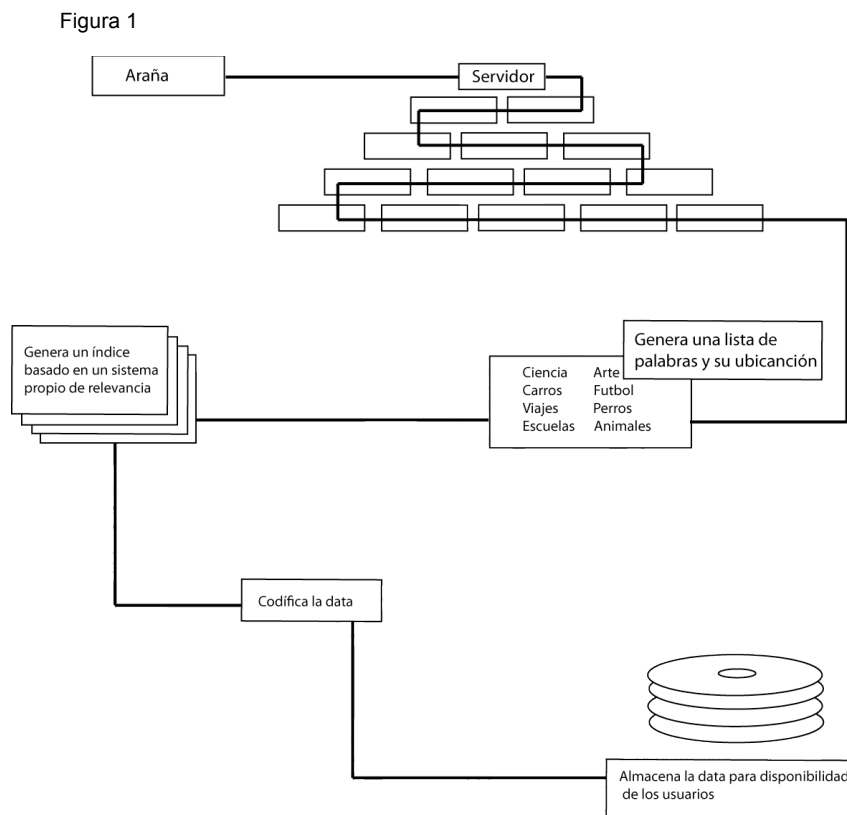 Figura 1
Araña
Servidor
Genera una lista de
palabras y su ubicanción
Ciencia Arte
Carros Futbol
Viajes Perros
Escuelas Animales
Genera un índice
basado en un sistema
propio de relevancia
Codífica la data
Almacena la data para disponibilidad
de los usuarios